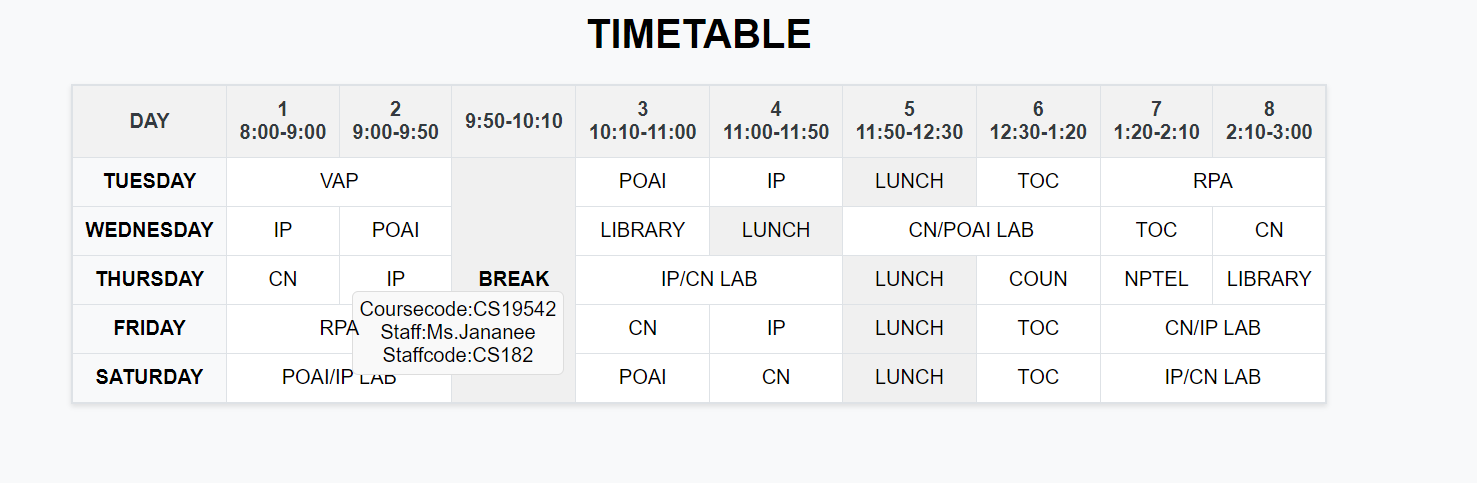 TIMETABLE
DAY 1 2 9:50-10:10 3 4 5 6 7 8
8:00-9:00 9:00-9:50 10:10-11:00 11:00-11:50 11:50-12:30 12:30-1:20 1:20-2:10 2:10-3:00
TUESDAY VAP POAI IP LUNCH TOC RPA
WEDNESDAY IP POAI LIBRARY LUNCH CN/POAI LAB TOC CN
THURSDAY CN IP BREAK IP/CN LAB LUNCH COUN NPTEL LIBRARY
Coursecode:CS19542
Staff:Ms.Jananee
Staffcode:CS182
FRIDAY RPA CN IP LUNCH TOC CN/IP LAB
SATURDAY POAI/IP LAB POAI CN LUNCH TOC IP/CN LAB